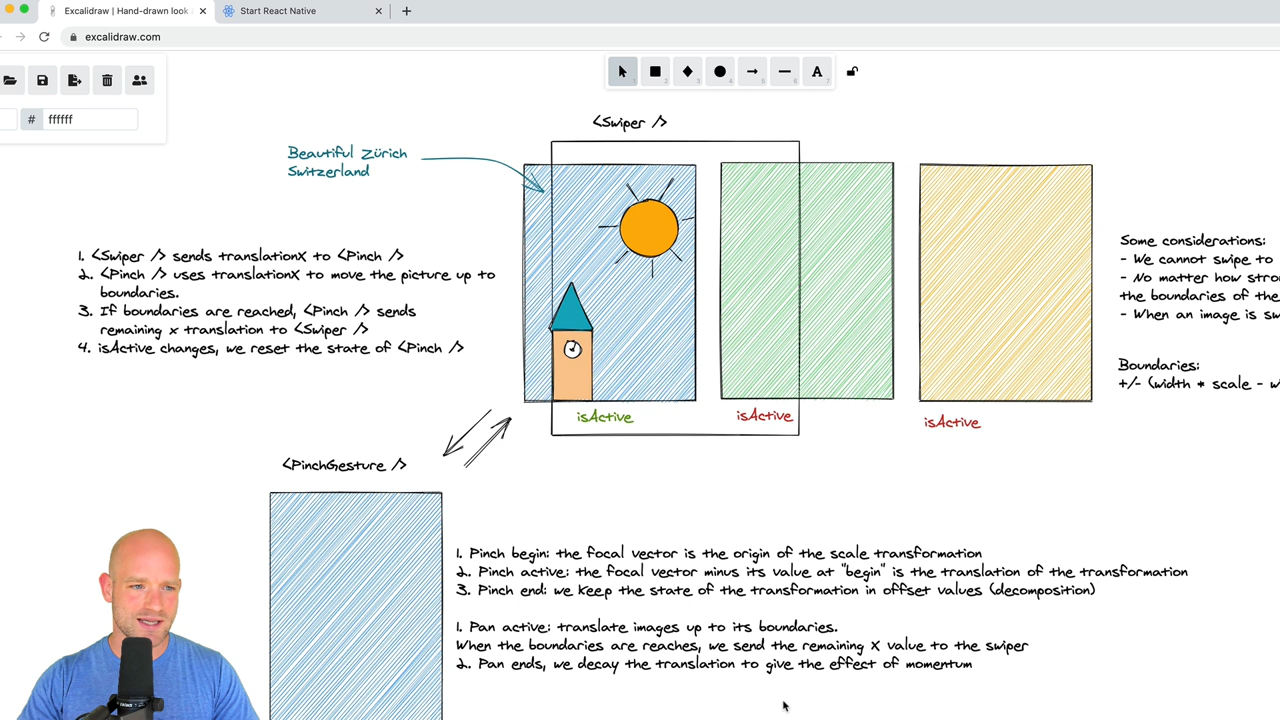 Excalidraw | Hand-drawn look
Start React Native
excalidraw.com
1
2
3
4
5
6
A
7
# ffffff
<Swiper />
Beautiful Zürich
Switzerland
1. <Swiper /> sends translationX to <Pinch />
2. <Pinch /> uses translationX to move the picture up to
boundaries.
3. If boundaries are reached, <Pinch /> sends
remaining x translation to <Swiper />
4. isActive changes, we reset the state of <Pinch />
isActive
isActive
isActive
Some considerations:
- We cannot swipe to
- No matter how stro
the boundaries of the
- When an image is sw
Boundaries:
+/- (width * scale - w
<PinchGesture />
1. Pinch begin: the focal vector is the origin of the scale transformation
2. Pinch active: the focal vector minus its value at "begin" is the translation of the transformation
3. Pinch end: we keep the state of the transformation in offset values (decomposition)
1. Pan active: translate images up to its boundaries.
When the boundaries are reaches, we send the remaining X value to the swiper
2. Pan ends, we decay the translation to give the effect of momentum